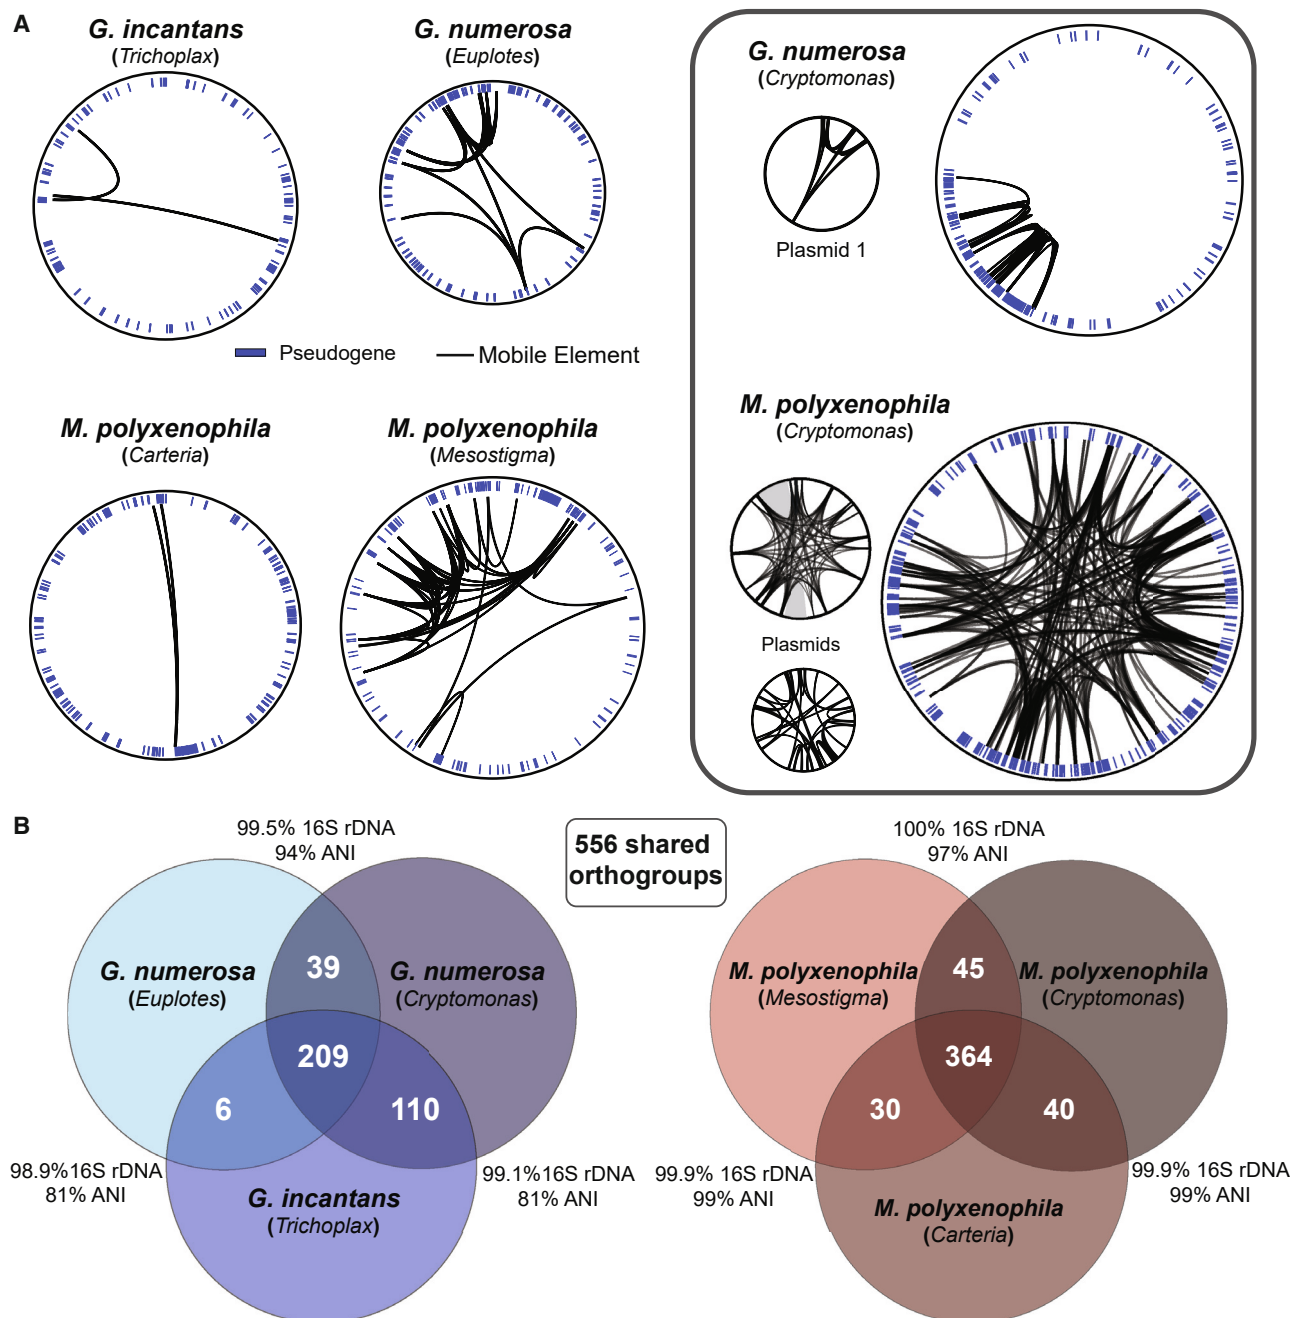 A
G. incantans
(Trichoplax)
G. numerosa
(Euplotes)
G. numerosa
(Cryptomonas)
Plasmid 1
Pseudogene
Mobile Element
M. polyxenophila
(Carteria)
M. polyxenophila
(Mesostigma)
M. polyxenophila
(Cryptomonas)
Plasmids
B
99.5% 16S rDNA
94% ANI
556 shared
orthogroups
100% 16S rDNA
97% ANI
G. numerosa
(Euplotes)
39
G. numerosa
(Cryptomonas)
209
6
110
98.9%16S rDNA
81% ANI
99.1%16S rDNA
81% ANI
G. incantans
(Trichoplax)
M. polyxenophila
(Mesostigma)
45
M. polyxenophila
(Cryptomonas)
364
30
40
99.9% 16S rDNA
99% ANI
99.9% 16S rDNA
99% ANI
M. polyxenophila
(Carteria)